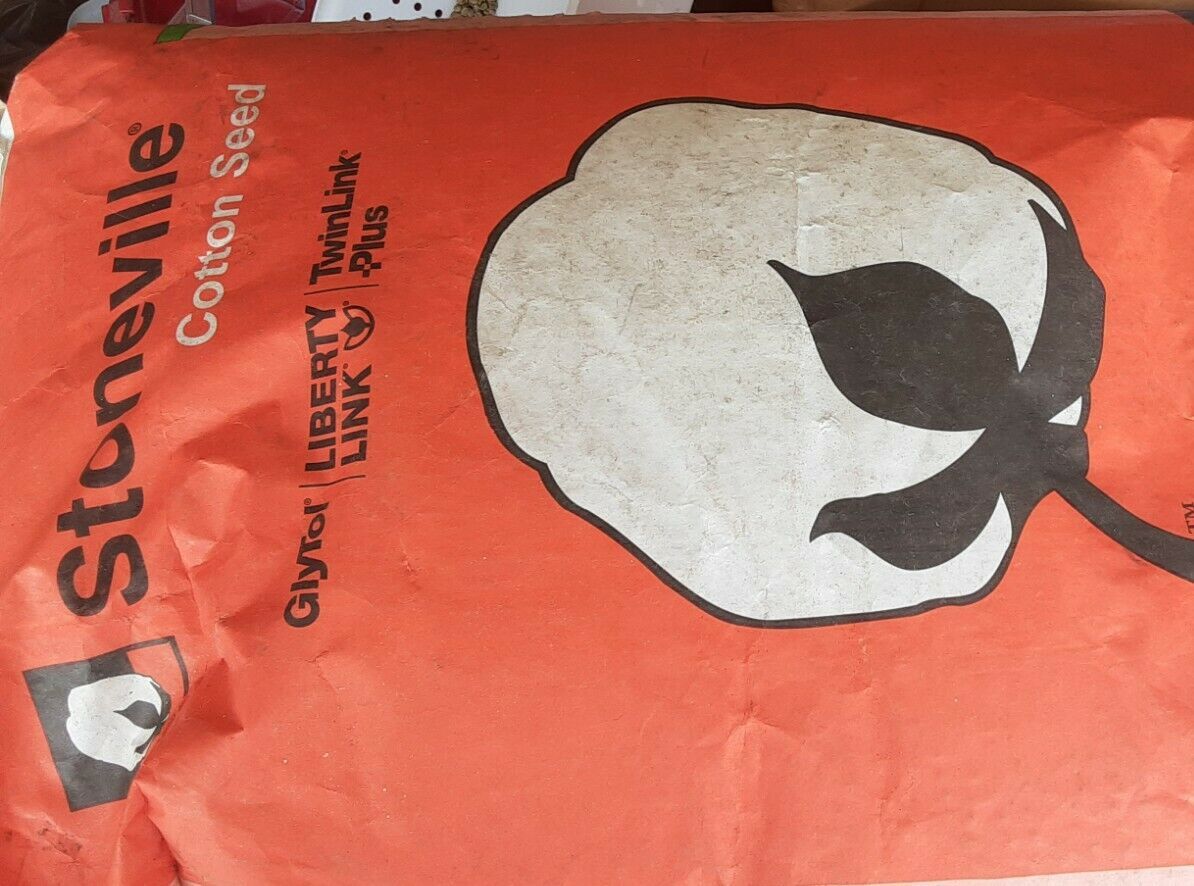 Stoneville®
Cotton Seed
GlyTol® | LIBERTY LINK® | TwinLink® Plus
TM